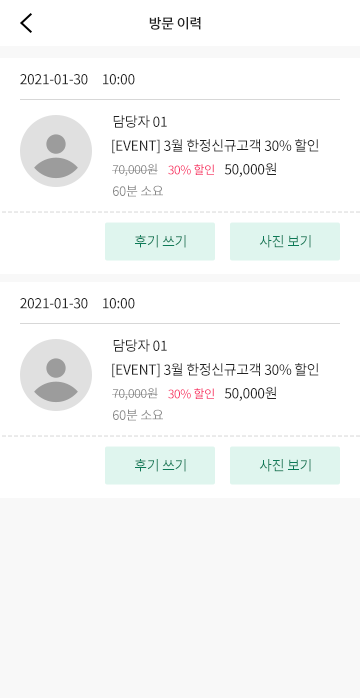 방문 이력
2021-01-30 10:00
담당자 01
[EVENT] 3월 한정신규고객 30% 할인
70,000원 30% 할인 50,000원
60분 소요
후기 쓰기 사진 보기
2021-01-30 10:00
담당자 01
[EVENT] 3월 한정신규고객 30% 할인
70,000원 30% 할인 50,000원
60분 소요
후기 쓰기 사진 보기